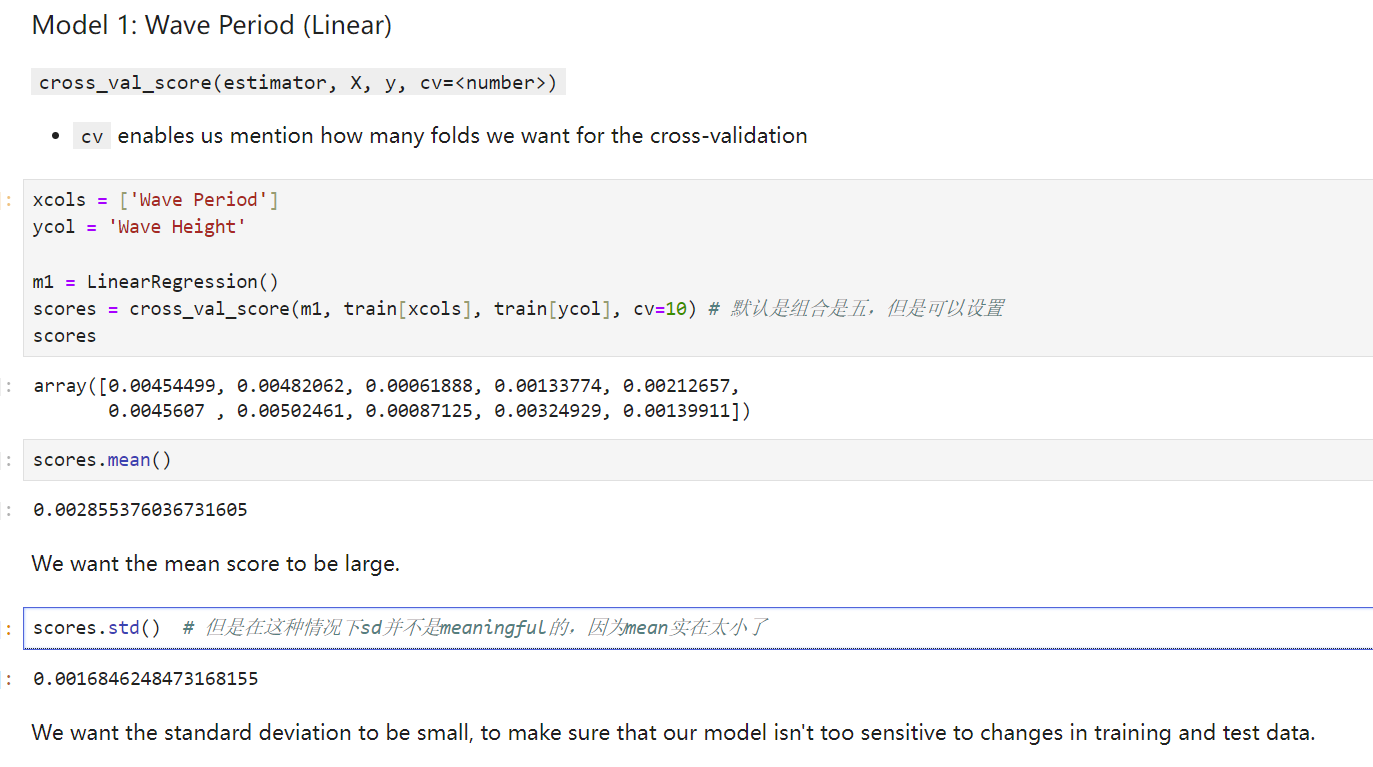 Model 1: Wave Period (Linear)
cross_val_score(estimator, X, y, cv=<number>)
• cv enables us mention how many folds we want for the cross-validation
xcols = ['Wave Period']
ycol = 'Wave Height'
m1 = LinearRegression()
scores = cross_val_score(m1, train[xcols], train[ycol], cv=10) # 默认是组合是五，但是可以设置
scores
array([0.00454499, 0.00482062, 0.00061888, 0.00133774, 0.00212657,
0.0045607 , 0.00502461, 0.00087125, 0.00324929, 0.00139911])
scores.mean()
0.002855376036731605
We want the mean score to be large.
scores.std() # 但是在这种情况下sd并不是meaningful的，因为mean实在太小了
0.0016846248473168155
We want the standard deviation to be small, to make sure that our model isn't too sensitive to changes in training and test data.